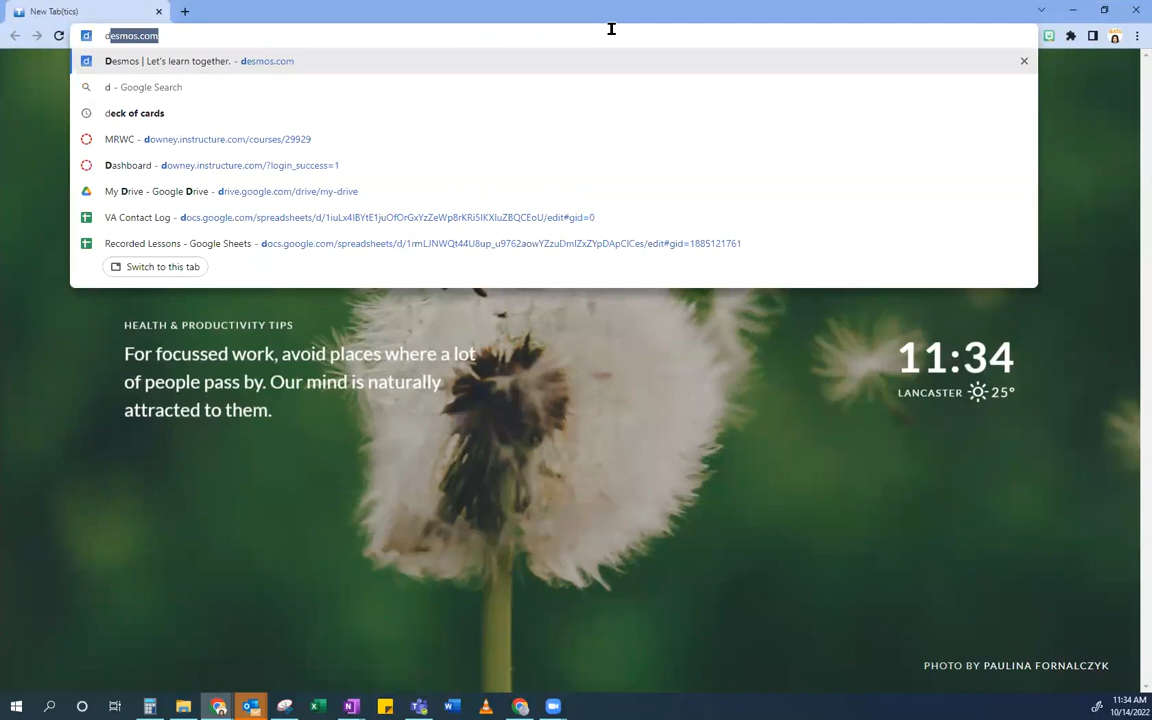 New Tab(tics)
desmos.com
Desmos | Let's learn together. - desmos.com
d - Google Search
deck of cards
MRWC - downey.instructure.com/courses/29929
Dashboard - downey.instructure.com/?login_success=1
My Drive - Google Drive - drive.google.com/drive/my-drive
VA Contact Log - docs.google.com/spreadsheets/d/1iuLx4IBYtE1juOfOrGxYzZeWp8rKRi5IKXIuZBQCEoU/edit#gid=0
Recorded Lessons - Google Sheets - docs.google.com/spreadsheets/d/1rmLJNWQt44U8up_u9762aowYZzuDmIZxZYpDApCICes/edit#gid=1885121761
Switch to this tab
HEALTH & PRODUCTIVITY TIPS
For focussed work, avoid places where a lot
of people pass by. Our mind is naturally
attracted to them.
11:34
LANCASTER 25°
PHOTO BY PAULINA FORNALCZYK
11:34 AM
10/14/2022